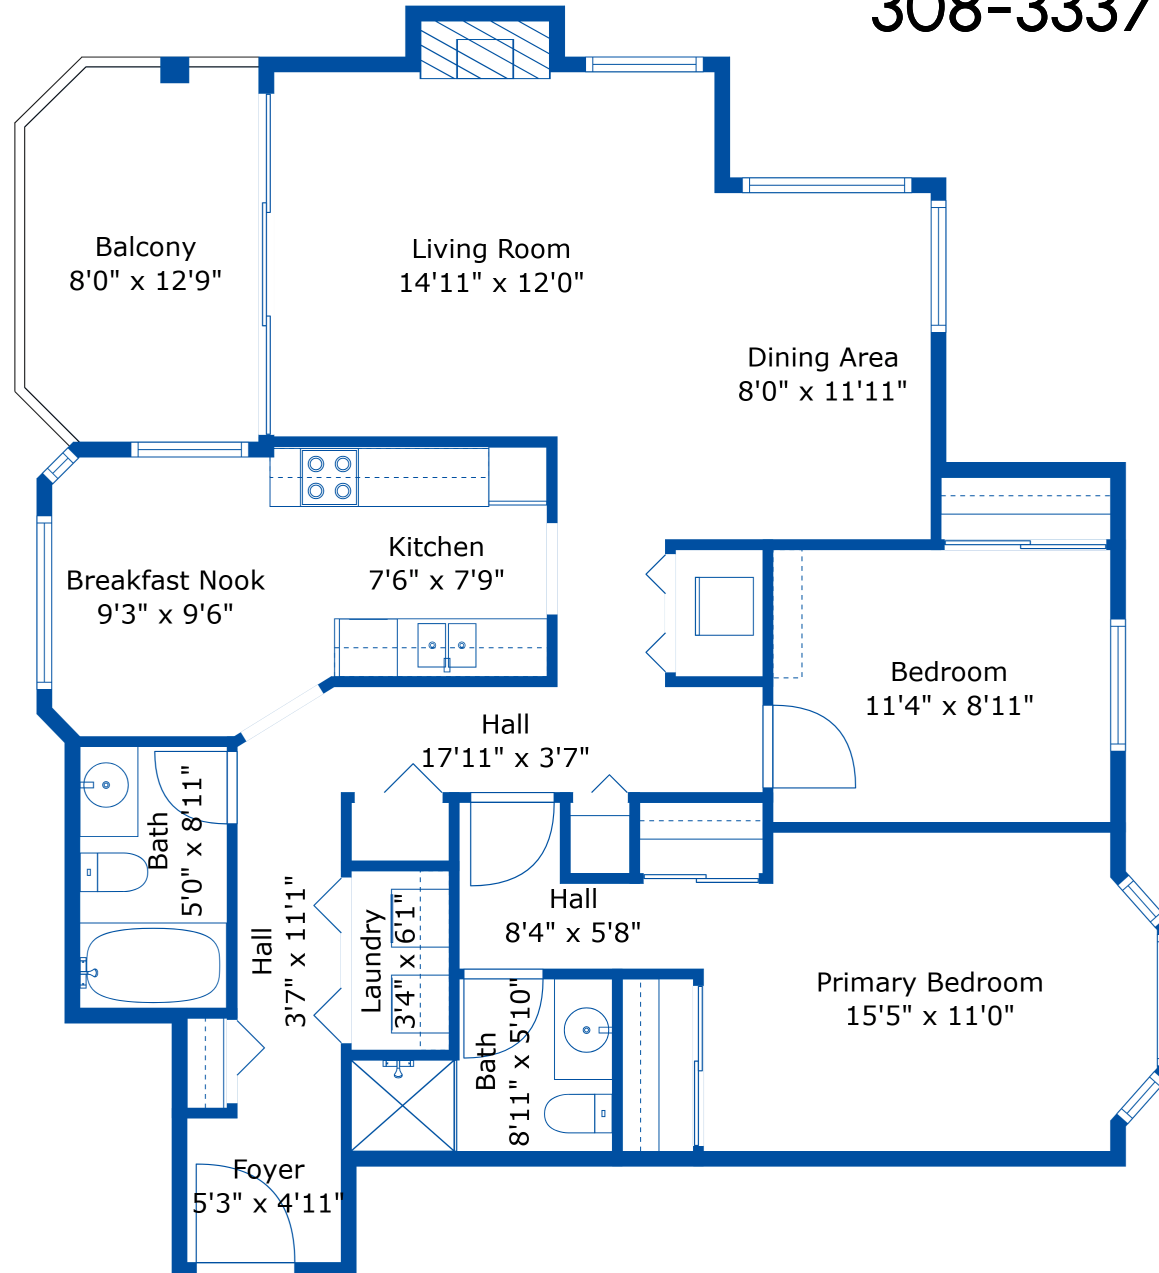 308-3337
Balcony
8'0" x 12'9"
Living Room
14'11" x 12'0"
Dining Area
8'0" x 11'11"
Kitchen
7'6" x 7'9"
Breakfast Nook
9'3" x 9'6"
Bedroom
11'4" x 8'11"
Hall
17'11" x 3'7"
Bath
5'0" x 8'11"
Hall
3'7" x 11'1"
Laundry
3'4" x 6'1"
Hall
8'4" x 5'8"
Primary Bedroom
15'5" x 11'0"
Bath
8'11" x 5'10"
Foyer
5'3" x 4'11"